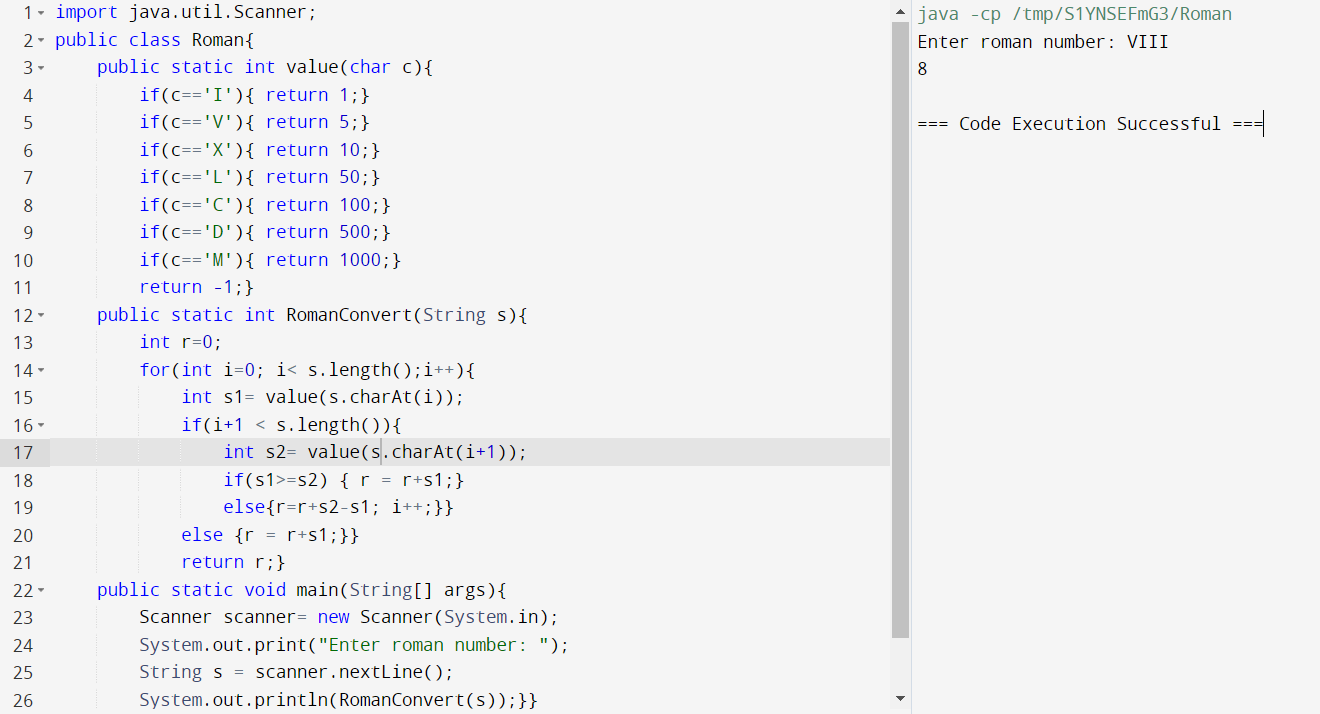 1 import java.util.Scanner;
2 public class Roman{
3     public static int value(char c){
4         if(c=='I'){ return 1;}
5         if(c=='V'){ return 5;}
6         if(c=='X'){ return 10;}
7         if(c=='L'){ return 50;}
8         if(c=='C'){ return 100;}
9         if(c=='D'){ return 500;}
10         if(c=='M'){ return 1000;}
11         return -1;}
12     public static int RomanConvert(String s){
13         int r=0;
14         for(int i=0; i< s.length();i++){
15             int s1= value(s.charAt(i));
16             if(i+1 < s.length()){
17                 int s2= value(s.charAt(i+1));
18                 if(s1>=s2) { r = r+s1;}
19                 else{r=r+s2-s1; i++;}}
20             else {r = r+s1;}}
21             return r;}
22     public static void main(String[] args){
23         Scanner scanner= new Scanner(System.in);
24         System.out.print("Enter roman number: ");
25         String s = scanner.nextLine();
26         System.out.println(RomanConvert(s));}}
java -cp /tmp/S1YNSEFmG3/Roman
Enter roman number: VIII
8
=== Code Execution Successful ===